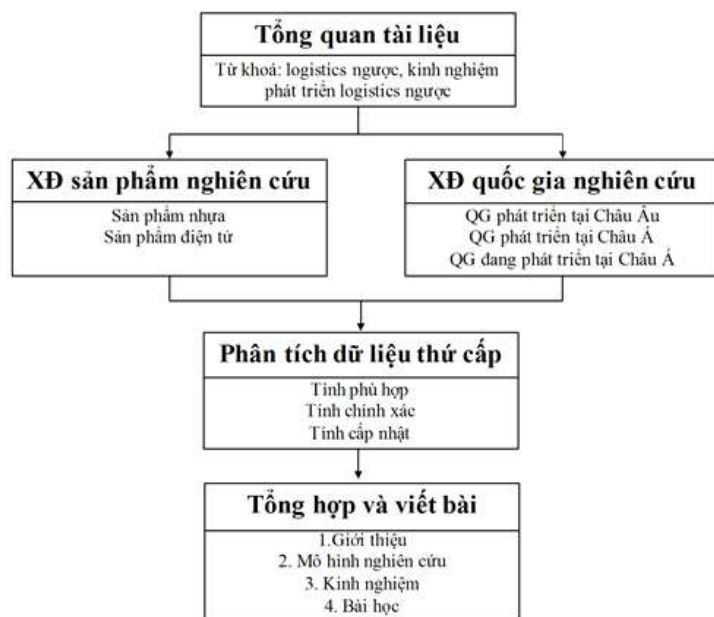 Tổng quan tài liệu
Từ khoá: logistics ngược, kinh nghiệm
phát triển logistics ngược
XĐ sản phẩm nghiên cứu
Sản phẩm nhựa
Sản phẩm điện tử
XĐ quốc gia nghiên cứu
QG phát triển tại Châu Âu
QG phát triển tại Châu Á
QG đang phát triển tại Châu Á
Phân tích dữ liệu thứ cấp
Tính phù hợp
Tính chính xác
Tính cấp nhật
Tổng hợp và viết bài
1.Giới thiệu
2. Mô hình nghiên cứu
3. Kinh nghiệm
4. Bài học